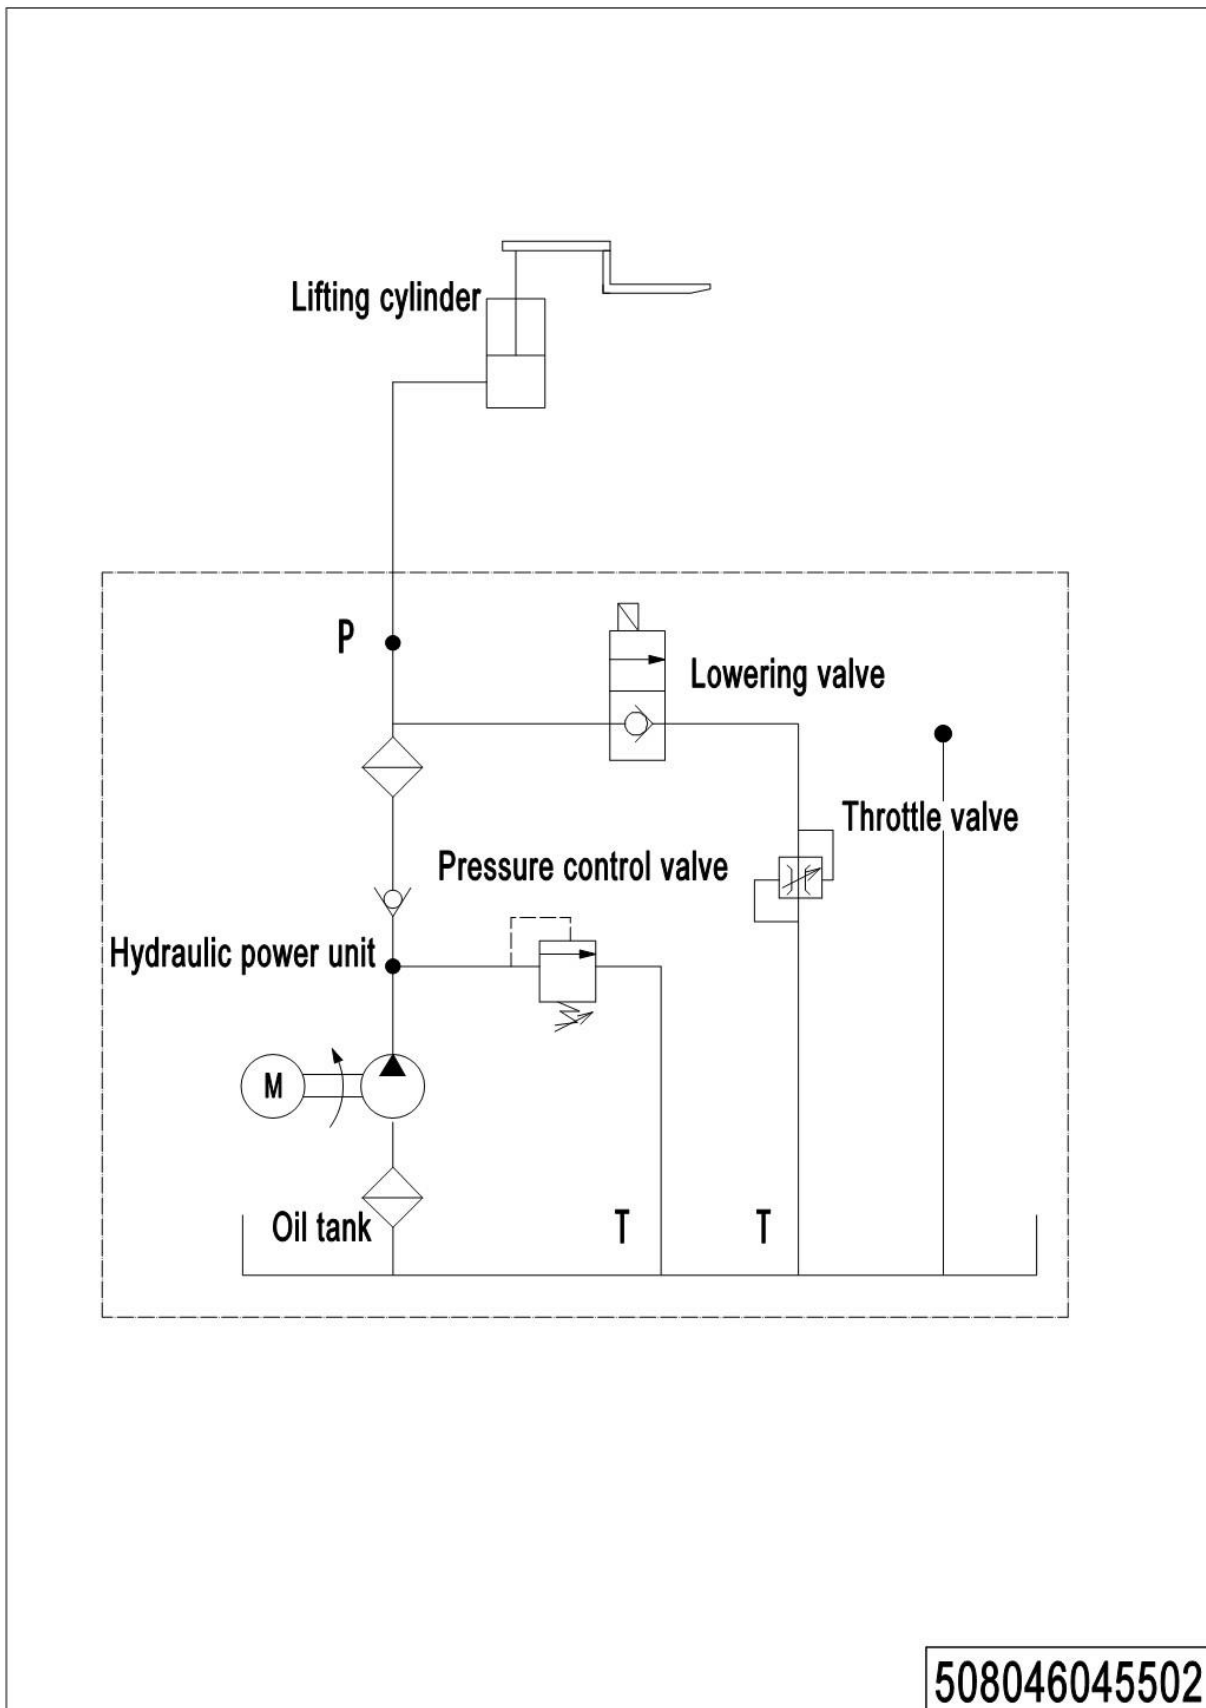 Lifting cylinder
P
Lowering valve
Throttle valve
Pressure control valve
Hydraulic power unit
M
Oil tank
T
T
508046045502